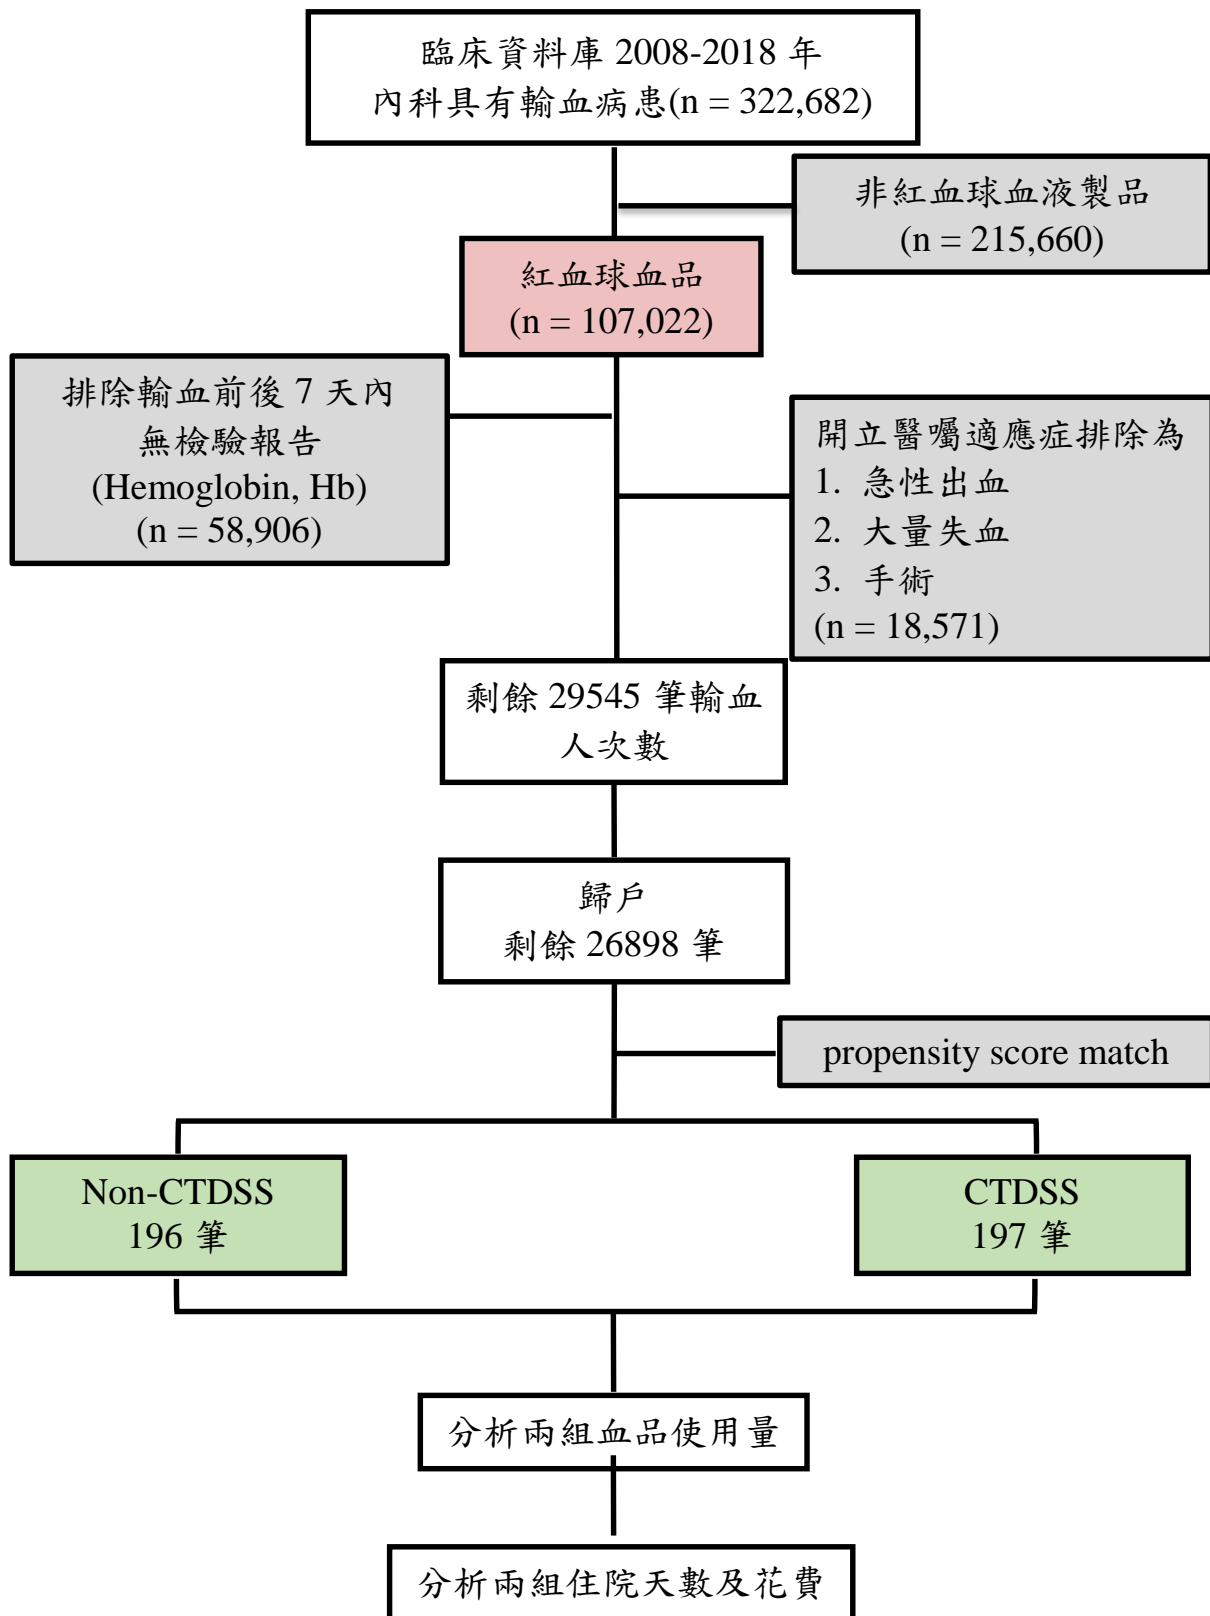 臨床資料庫 2008-2018 年
內科具有輸血病患(n = 322,682)
非紅血球血液製品
(n = 215,660)
紅血球血品
(n = 107,022)
排除輸血前後 7 天內
無檢驗報告
(Hemoglobin, Hb)
(n = 58,906)
開立醫囑適應症排除為
1. 急性出血
2. 大量失血
3. 手術
(n = 18,571)
剩餘 29545 筆輸血
人次數
歸戶
剩餘 26898 筆
propensity score match
Non-CTDSS
196 筆
CTDSS
197 筆
分析兩組血品使用量
分析兩組住院天數及花費